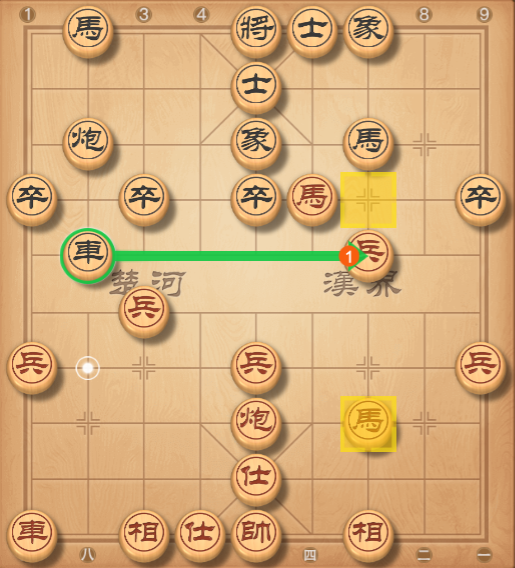 1 3 4 8 9
馬 將 士 象
士
炮 象 馬
卒 卒 卒 馬 卒
車 1 兵
楚河 漢界
兵
兵 兵 兵
炮 馬
仕
車 相 仕 帥 相
八 四 二 一